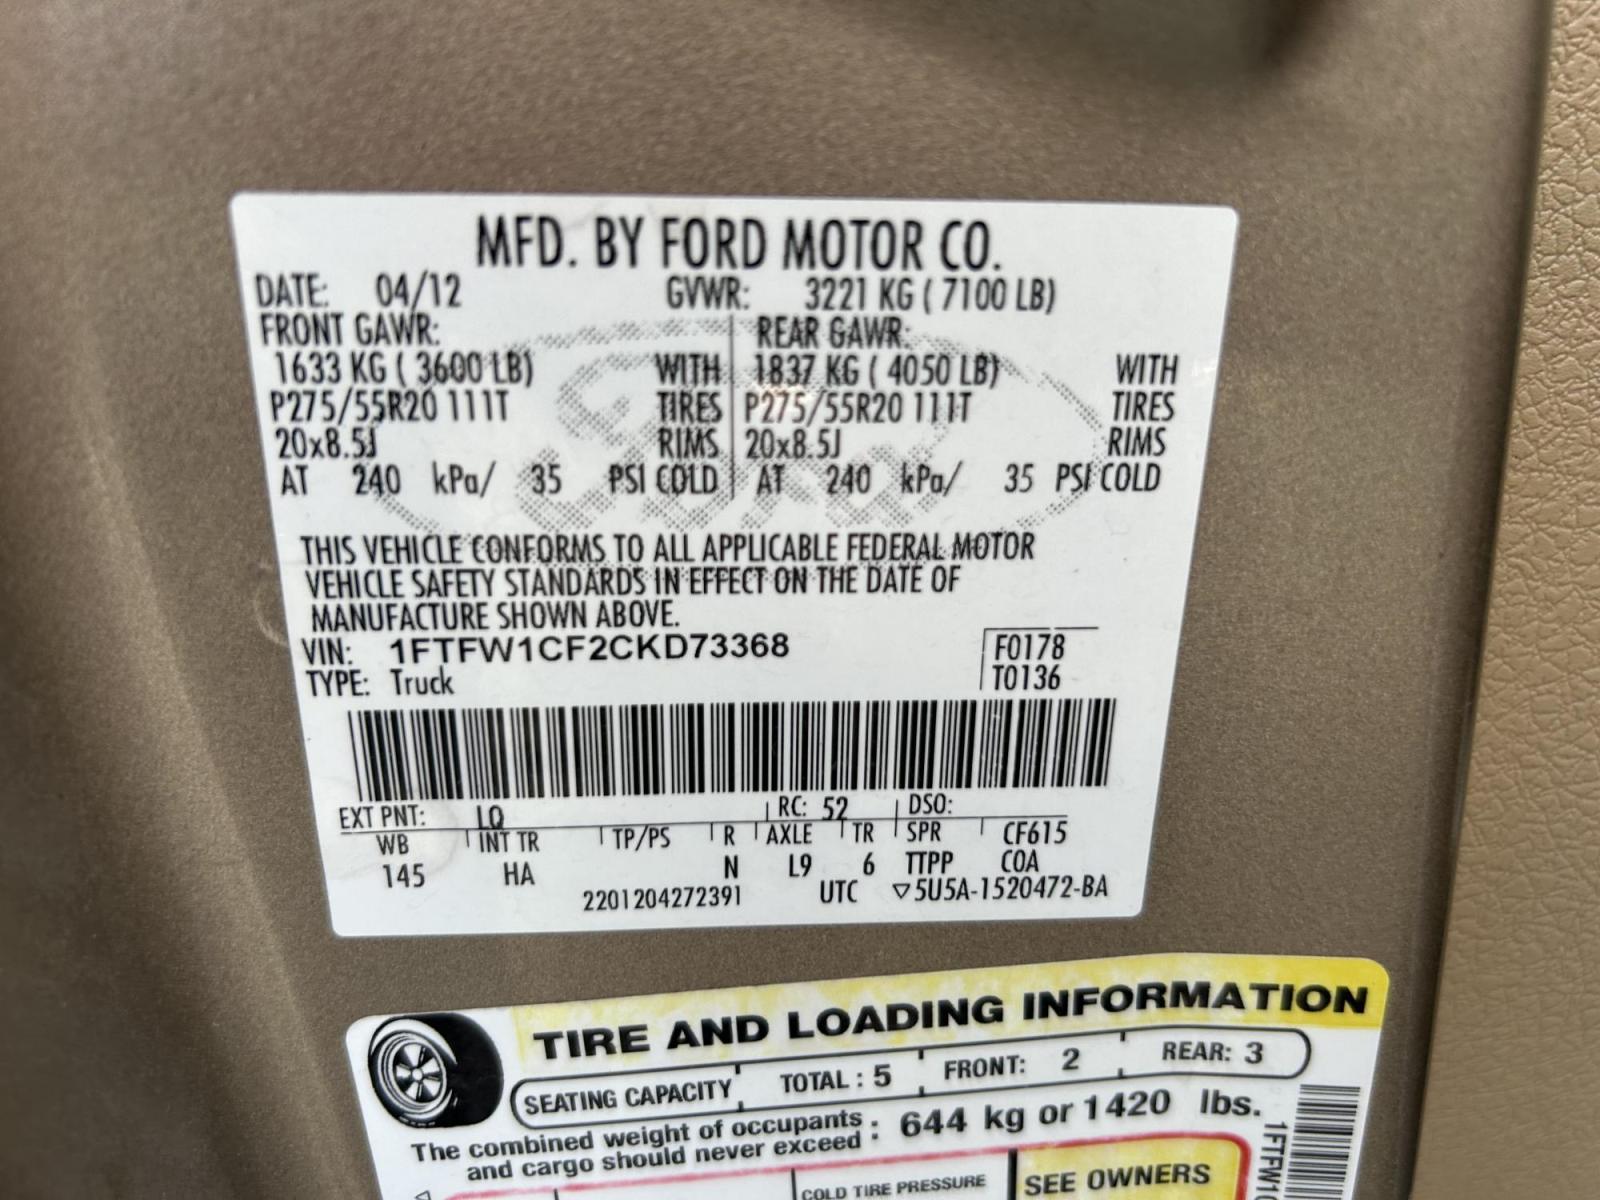 MFD. BY FORD MOTOR CO.
DATE: 04/12 GVWR: 3221 KG ( 7100 LB)
FRONT GAWR: REAR GAWR:
1633 KG ( 3600 LB) WITH 1837 KG ( 4050 LB) WITH
P275/55R20 111T TIRES P275/55R20 111T TIRES
20x8.5J RIMS 20x8.5J RIMS
AT 240 kPa/ 35 PSI COLD AT 240 kPa/ 35 PSI COLD
THIS VEHICLE CONFORMS TO ALL APPLICABLE FEDERAL MOTOR
VEHICLE SAFETY STANDARDS IN EFFECT ON THE DATE OF
MANUFACTURE SHOWN ABOVE.
VIN: 1FTFW1CF2CKD73368 F0178
TYPE: Truck T0136
EXT PNT: LQ RC: 52 DSO:
WB INT TR TP/PS R AXLE TR SPR CF615
145 HA N L9 6 TTPP COA
2201204272391 UTC ▽5U5A-1520472-BA
TIRE AND LOADING INFORMATION
SEATING CAPACITY TOTAL : 5 FRONT: 2 REAR: 3
The combined weight of occupants
and cargo should never exceed : 644 kg or 1420 lbs.
COLD TIRE PRESSURE SEE OWNERS